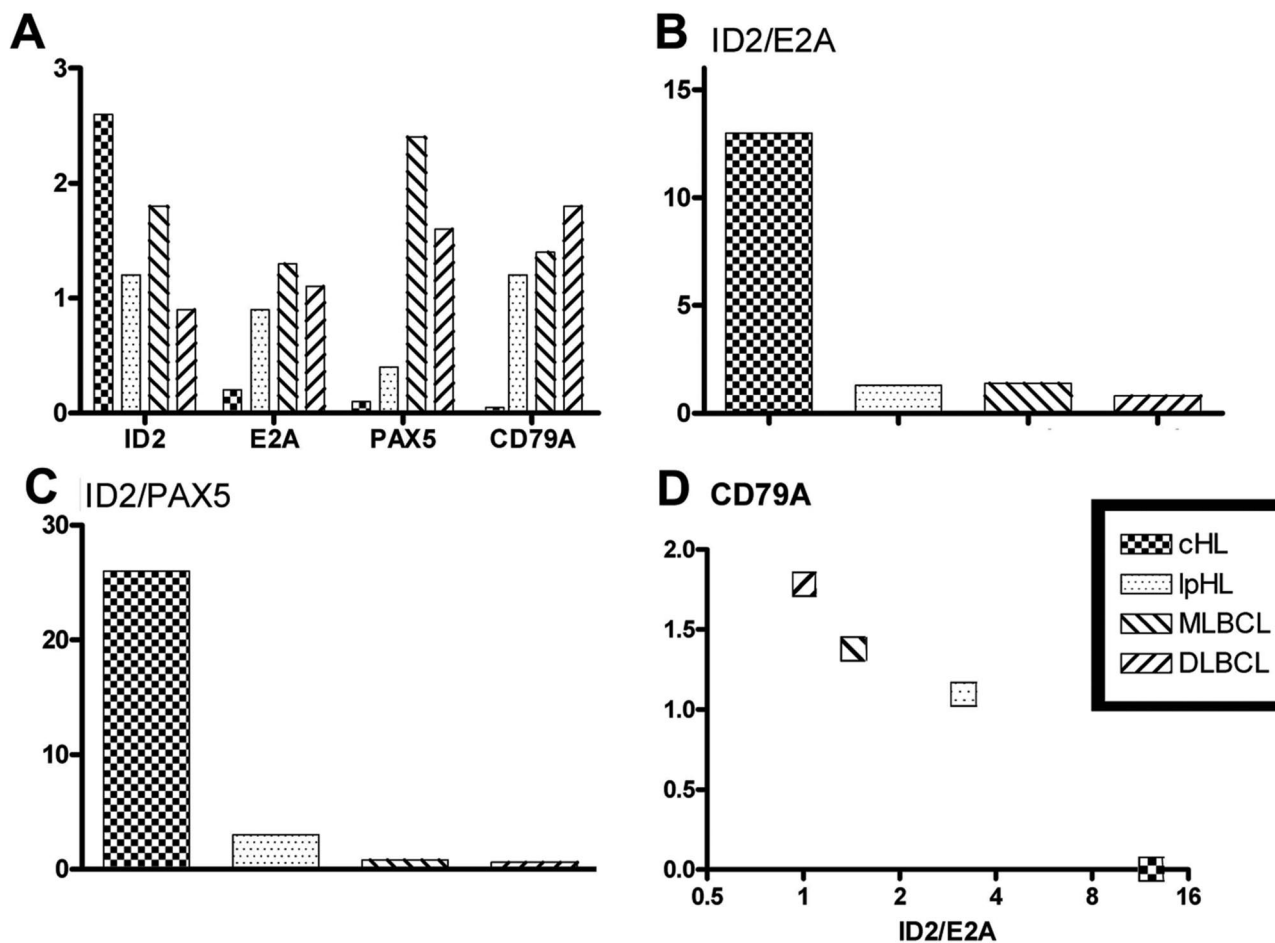 A
3
2
1
0
ID2 E2A PAX5 CD79A
B ID2/E2A
15
10
5
0
C ID2/PAX5
30
20
10
0
D CD79A
2.0
1.5
1.0
0.5
0.0
0.5 1 2 4 8 16
ID2/E2A
cHL
lpHL
MLBCL
DLBCL